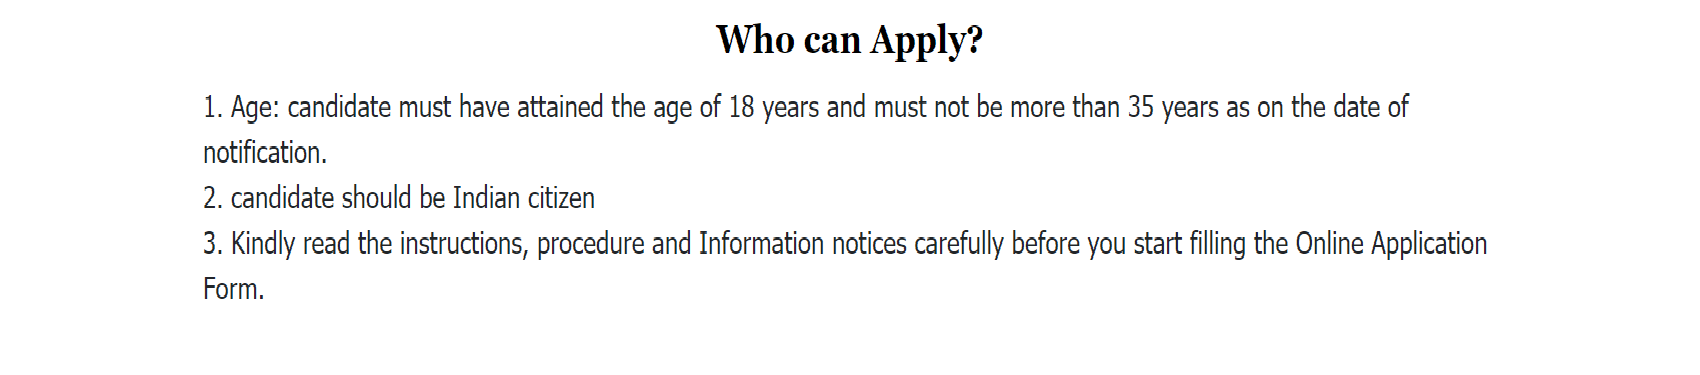 Who can Apply?
1. Age: candidate must have attained the age of 18 years and must not be more than 35 years as on the date of
notification.
2. candidate should be Indian citizen
3. Kindly read the instructions, procedure and Information notices carefully before you start filling the Online Application
Form.